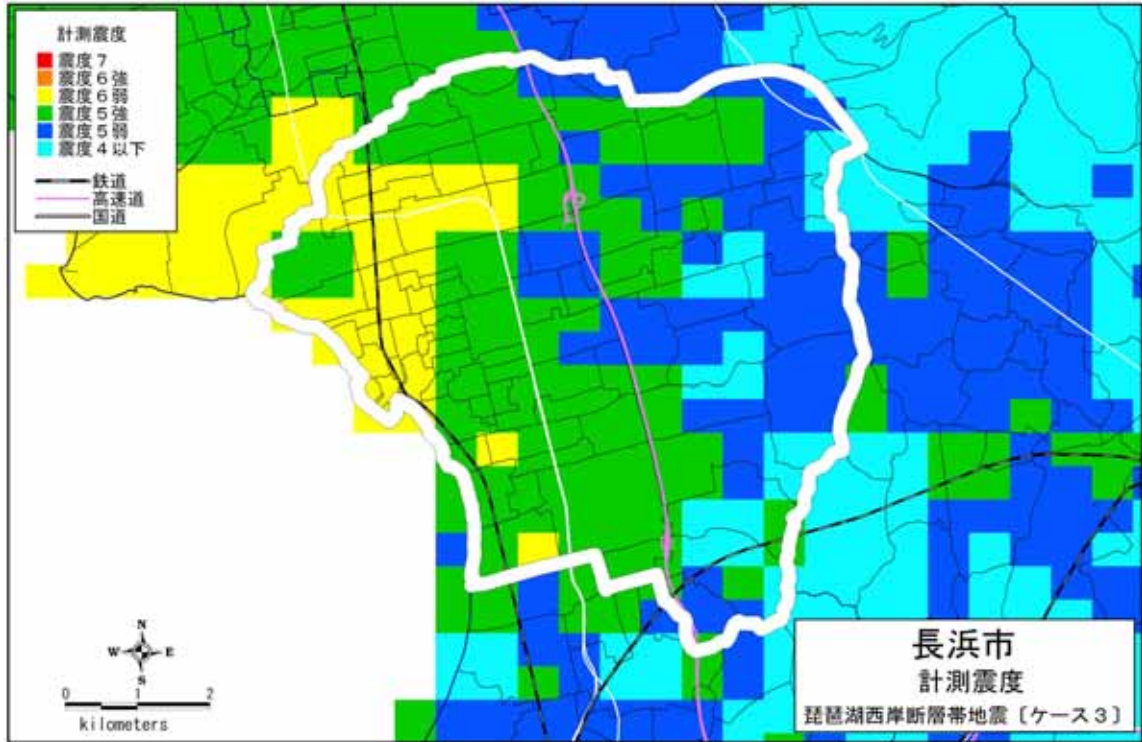 計測震度
震度7
震度6強
震度6弱
震度5強
震度5弱
震度4以下
鉄道
高速道
国道
N
W E
S
0 1 2
kilometers
長浜市
計測震度
琵琶湖西岸断層帯地震〔ケース3〕